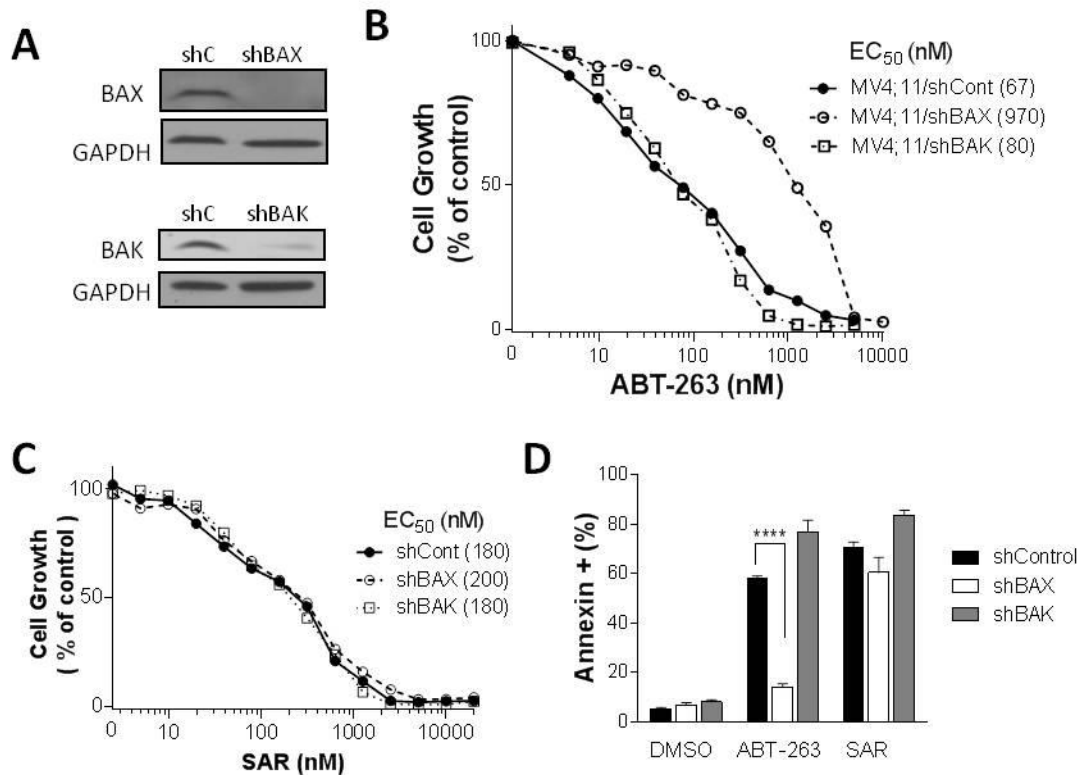 A
shC shBAX
BAX
GAPDH
shC shBAK
BAK
GAPDH
B
100
50
0
Cell Growth
(% of control)
0 10 100 1000 10000
ABT-263 (nM)
EC50 (nM)
MV4;11/shCont (67)
MV4;11/shBAX (970)
MV4;11/shBAK (80)
C
100
50
0
Cell Growth
( % of control )
0 10 100 1000 10000
SAR (nM)
EC50 (nM)
shCont (180)
shBAX (200)
shBAK (180)
D
100
80
60
40
20
0
Annexin + (%)
****
DMSO ABT-263 SAR
shControl
shBAX
shBAK